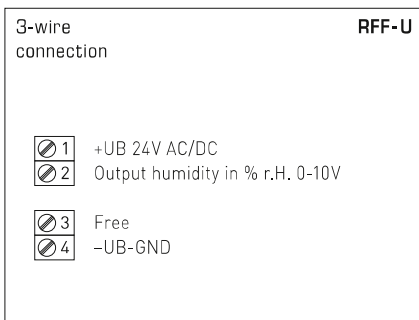 3-wire RFF-U
connection
1 +UB 24V AC/DC
2 Output humidity in % r.H. 0-10V
3 Free
4 –UB-GND